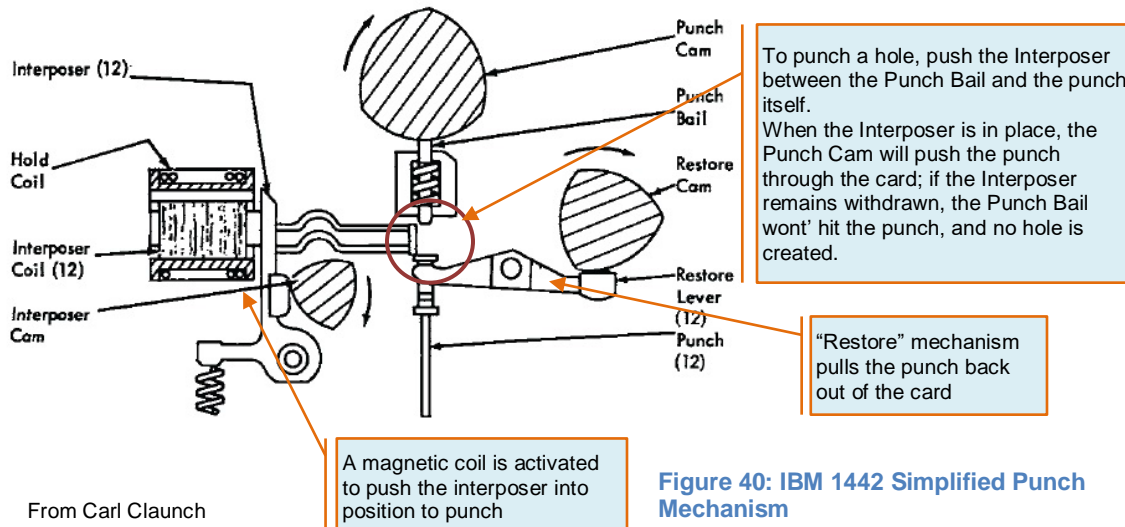 Interposer (12)
Hold
Coil
Interposer
Coil (12)
Interposer
Cam
Punch
Cam
Punch
Bail
Restore
Cam
Restore
Lever
(12)
Punch
(12)
To punch a hole, push the Interposer
between the Punch Bail and the punch
itself.
When the Interposer is in place, the
Punch Cam will push the punch
through the card; if the Interposer
remains withdrawn, the Punch Bail
wont' hit the punch, and no hole is
created.
“Restore” mechanism
pulls the punch back
out of the card
A magnetic coil is activated
to push the interposer into
position to punch
From Carl Claunch
Figure 40: IBM 1442 Simplified Punch
Mechanism